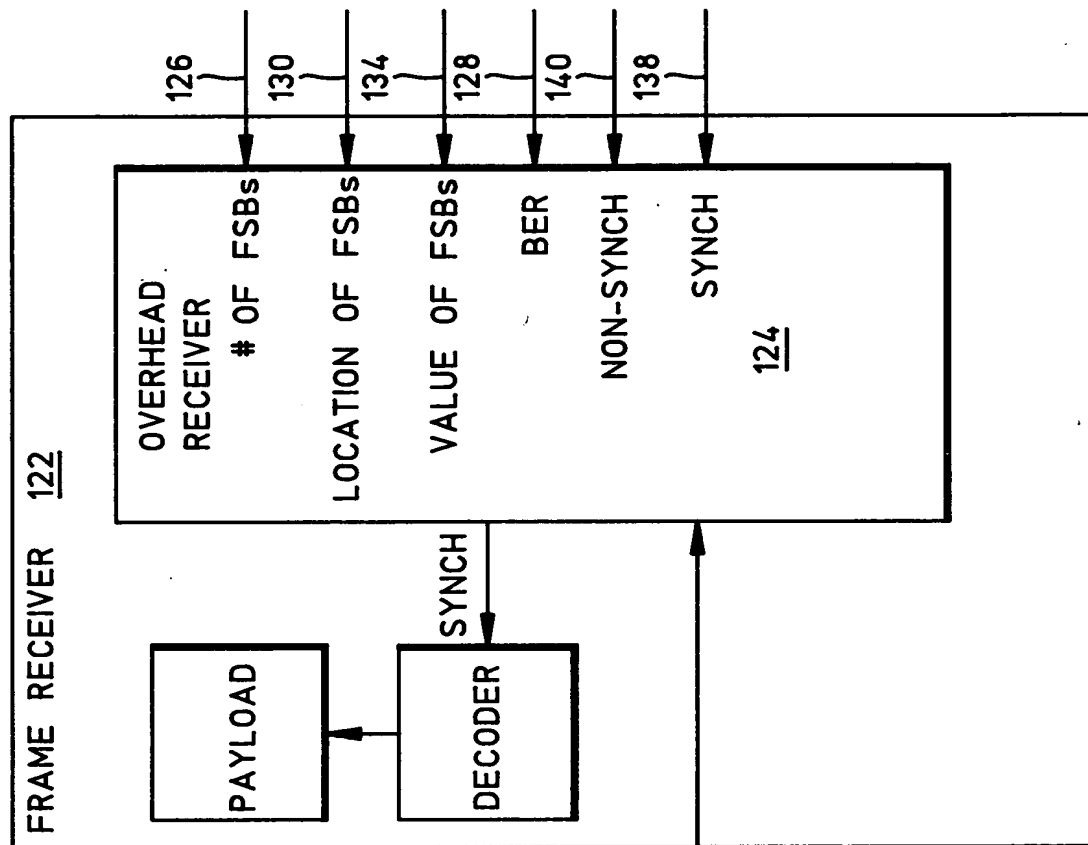 FRAME RECEIVER 122
OVERHEAD
RECEIVER
# OF FSBs
LOCATION OF FSBs
VALUE OF FSBs
BER
NON-SYNCH
SYNCH
124
126
130
134
128
140
138
SYNCH
DECODER
PAYLOAD